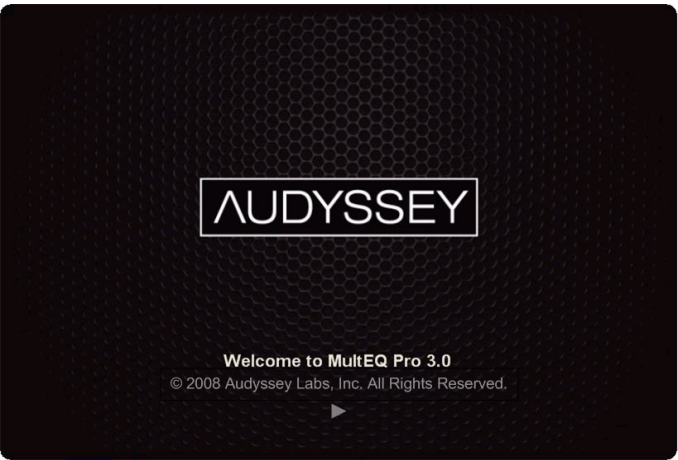 AUDYSSEY
Welcome to MultEQ Pro 3.0
© 2008 Audyssey Labs, Inc. All Rights Reserved.